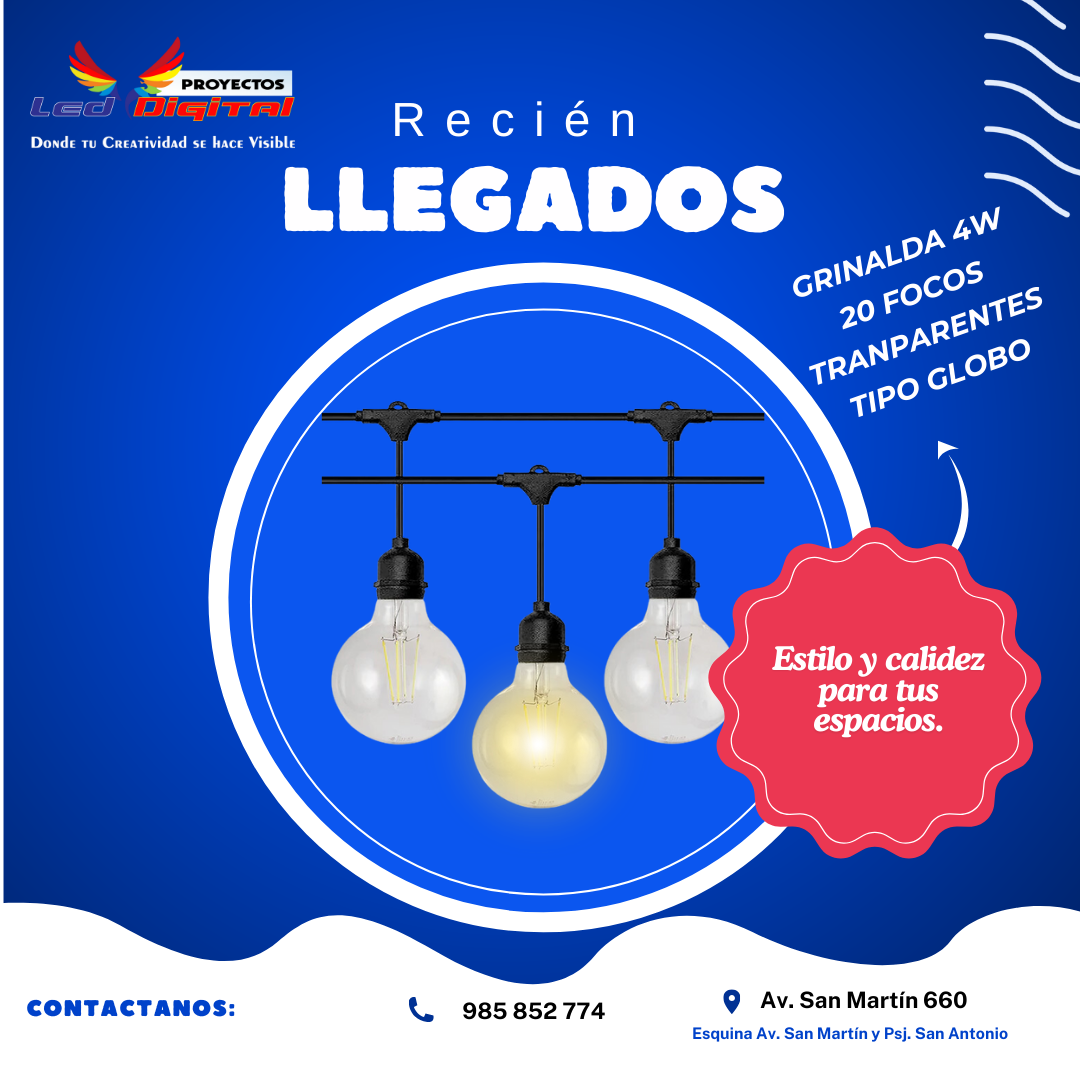 PROYECTOS
Led Digital
Donde tu Creatividad se hace Visible
Recién
LLEGADOS
GRINALDA 4W
20 FOCOS
TRANPARENTES
TIPO GLOBO
Estilo y calidez
para tus
espacios.
CONTACTANOS:
985 852 774
Av. San Martín 660
Esquina Av. San Martín y Psj. San Antonio